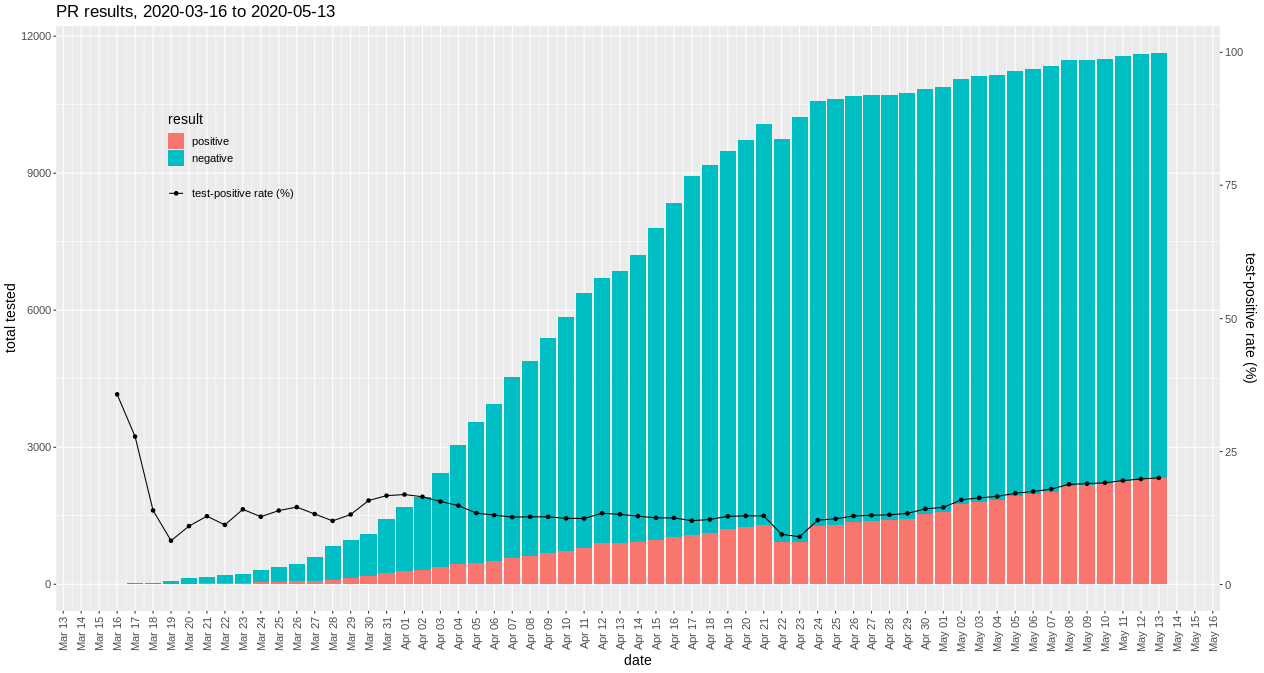 PR results, 2020-03-16 to 2020-05-13
12000
9000
6000
3000
0
total tested
result
positive
negative
test-positive rate (%)
100
75
50
25
0
test-positive rate (%)
Mar 13
Mar 14
Mar 15
Mar 16
Mar 17
Mar 18
Mar 19
Mar 20
Mar 21
Mar 22
Mar 23
Mar 24
Mar 25
Mar 26
Mar 27
Mar 28
Mar 29
Mar 30
Mar 31
Apr 01
Apr 02
Apr 03
Apr 04
Apr 05
Apr 06
Apr 07
Apr 08
Apr 09
Apr 10
Apr 11
Apr 12
Apr 13
Apr 14
Apr 15
Apr 16
Apr 17
Apr 18
Apr 19
Apr 20
Apr 21
Apr 22
Apr 23
Apr 24
Apr 25
Apr 26
Apr 27
Apr 28
Apr 29
Apr 30
May 01
May 02
May 03
May 04
May 05
May 06
May 07
May 08
May 09
May 10
May 11
May 12
May 13
May 14
May 15
May 16
date